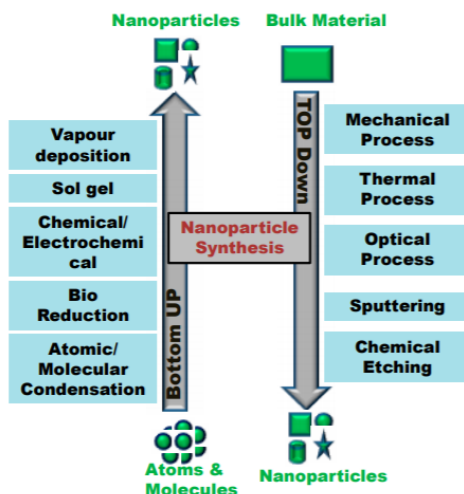 Nanoparticles
Bulk Material
Vapour
deposition
Sol gel
Chemical/
Electrochemi
cal
Bio
Reduction
Atomic/
Molecular
Condensation
Bottom UP
Nanoparticle
Synthesis
TOP Down
Mechanical
Process
Thermal
Process
Optical
Process
Sputtering
Chemical
Etching
Atoms &
Molecules
Nanoparticles